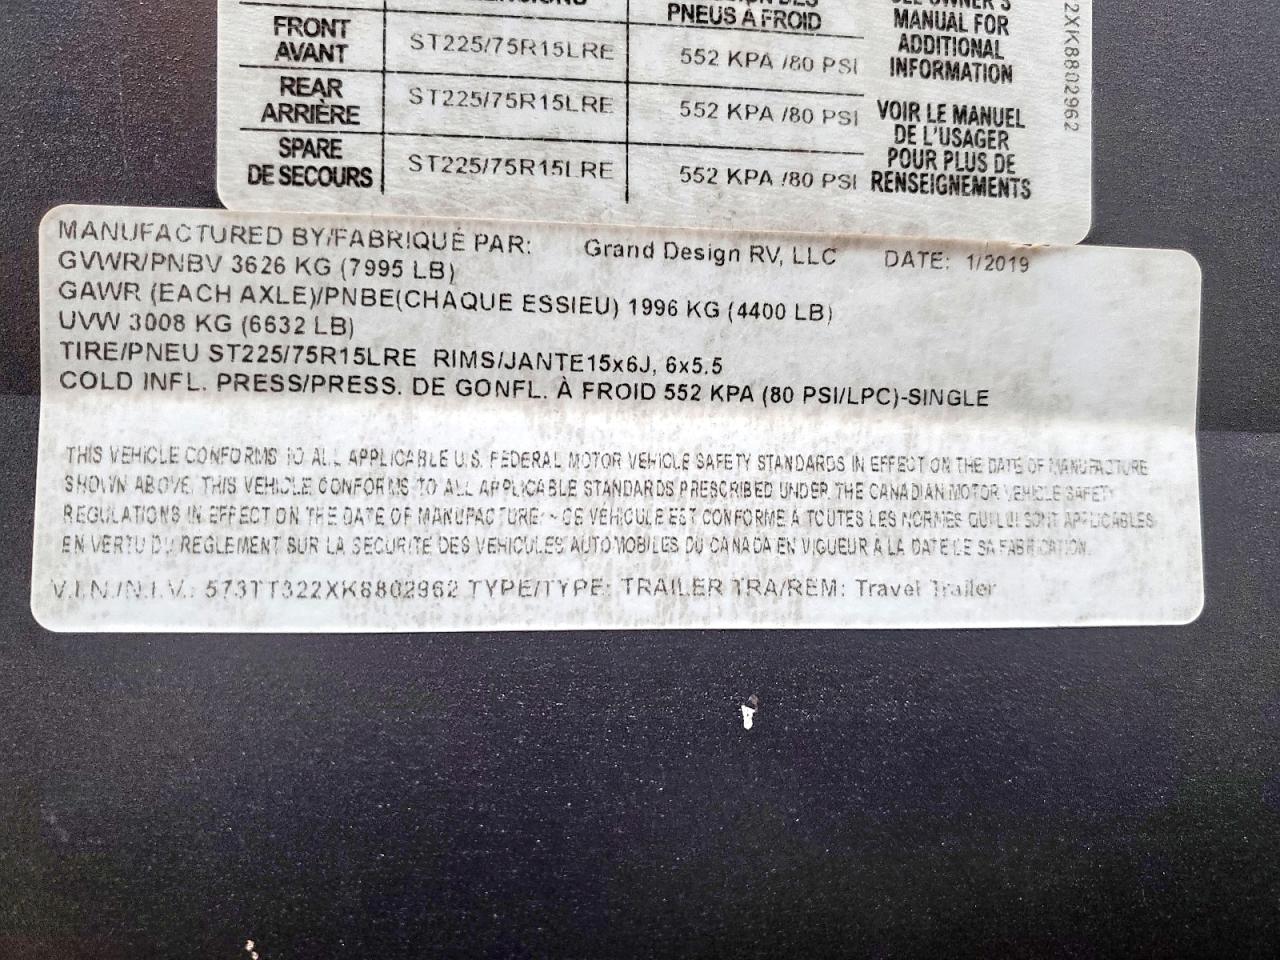 PNEUS À FROID
FRONT
AVANT
ST225/75R15LRE
552 KPA /80 PSI
REAR
ARRIÈRE
ST225/75R15LRE
552 KPA /80 PSI
SPARE
DE SECOURS
ST225/75R15LRE
552 KPA /80 PSI
SEE OWNER'S
MANUAL FOR
ADDITIONAL
INFORMATION
VOIR LE MANUEL
DE L'USAGER
POUR PLUS DE
RENSEIGNEMENTS
2XK8802962
MANUFACTURED BY/FABRIQUÉ PAR: Grand Design RV, LLC DATE: 1/2019
GVWR/PNBV 3626 KG (7995 LB)
GAWR (EACH AXLE)/PNBE(CHAQUE ESSIEU) 1996 KG (4400 LB)
UVW 3008 KG (6632 LB)
TIRE/PNEU ST225/75R15LRE RIMS/JANTE15x6J, 6x5.5
COLD INFL. PRESS/PRESS. DE GONFL. À FROID 552 KPA (80 PSI/LPC)-SINGLE
THIS VEHICLE CONFORMS TO ALL APPLICABLE U.S. FEDERAL MOTOR VEHICLE SAFETY STANDARDS IN EFFECT ON THE DATE OF MANUFACTURE
SHOWN ABOVE. THIS VEHICLE CONFORMS TO ALL APPLICABLE STANDARDS PRESCRIBED UNDER THE CANADIAN MOTOR VEHICLE SAFETY
REGULATIONS IN EFFECT ON THE DATE OF MANUFACTURE. - CE VÉHICULE EST CONFORME À TOUTES LES NORMES QUI LUI SONT APPLICABLES
EN VERTU DU RÈGLEMENT SUR LA SÉCURITÉ DES VÉHICULES AUTOMOBILES DU CANADA EN VIGUEUR À LA DATE DE SA FABRICATION.
V.I.N./N.I.V.: 573TT322XK8802962 TYPE/TYPE: TRAILER TRA/REM: Travel Trailer